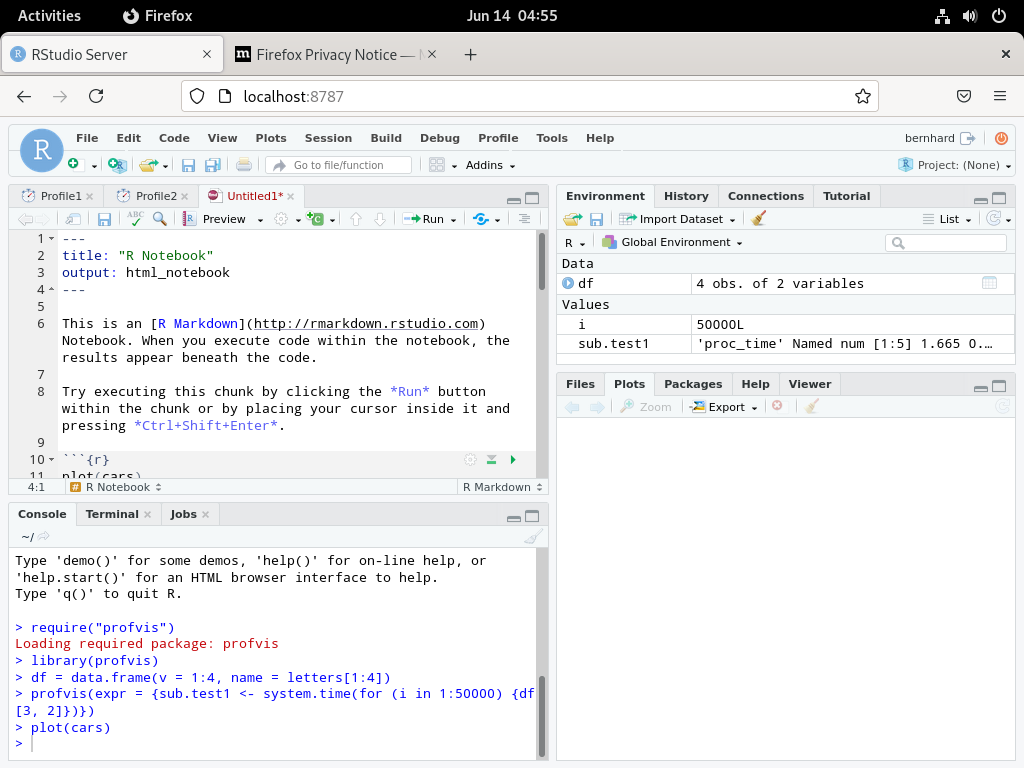 Activities Firefox Jun 14 04:55
RStudio Server Firefox Privacy Notice —
localhost:8787
File Edit Code View Plots Session Build Debug Profile Tools Help bernhard
Go to file/function Addins Project: (None)
Profile1 Profile2 Untitled1*
Preview Run
1 ---
2 title: "R Notebook"
3 output: html_notebook
4 ---
5
6 This is an [R Markdown](http://rmarkdown.rstudio.com)
Notebook. When you execute code within the notebook, the
results appear beneath the code.
7
8 Try executing this chunk by clicking the *Run* button
within the chunk or by placing your cursor inside it and
pressing *Ctrl+Shift+Enter*.
9
10 ```{r}
11 plot(cars)
4:1 R Notebook R Markdown
Console Terminal Jobs
~/
Type 'demo()' for some demos, 'help()' for on-line help, or
'help.start()' for an HTML browser interface to help.
Type 'q()' to quit R.
> require("profvis")
Loading required package: profvis
> library(profvis)
> df = data.frame(v = 1:4, name = letters[1:4])
> profvis(expr = {sub.test1 <- system.time(for (i in 1:50000) {df
[3, 2]})})
> plot(cars)
>
Environment History Connections Tutorial
Import Dataset List
R Global Environment
Data
df 4 obs. of 2 variables
Values
i 50000L
sub.test1 'proc_time' Named num [1:5] 1.665 0.…
Files Plots Packages Help Viewer
Zoom Export